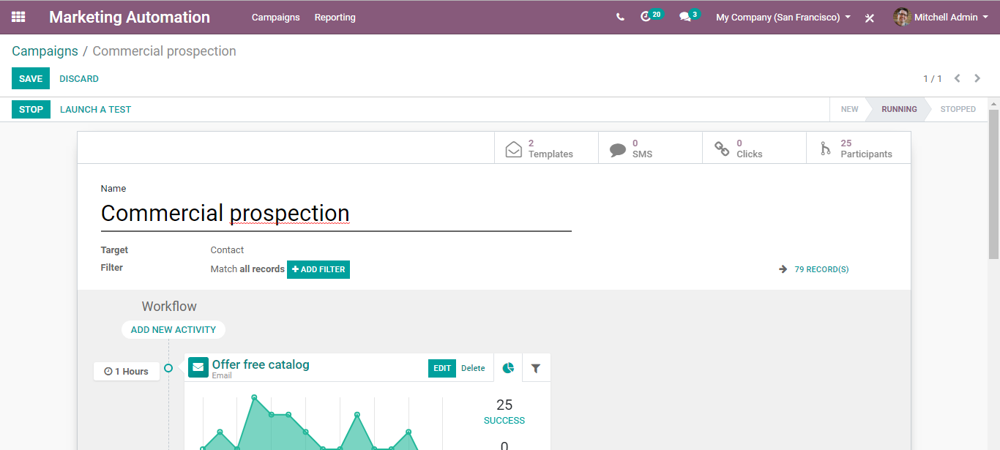 Marketing Automation Campaigns Reporting 20 3 My Company (San Francisco) Mitchell Admin
Campaigns / Commercial prospection
SAVE DISCARD 1 / 1
STOP LAUNCH A TEST NEW RUNNING STOPPED
2 0 0 25
Templates SMS Clicks Participants
Name
Commercial prospection
Target Contact
Filter Match all records + ADD FILTER 79 RECORD(S)
Workflow
ADD NEW ACTIVITY
1 Hours Offer free catalog EDIT Delete
Email
25
SUCCESS
0